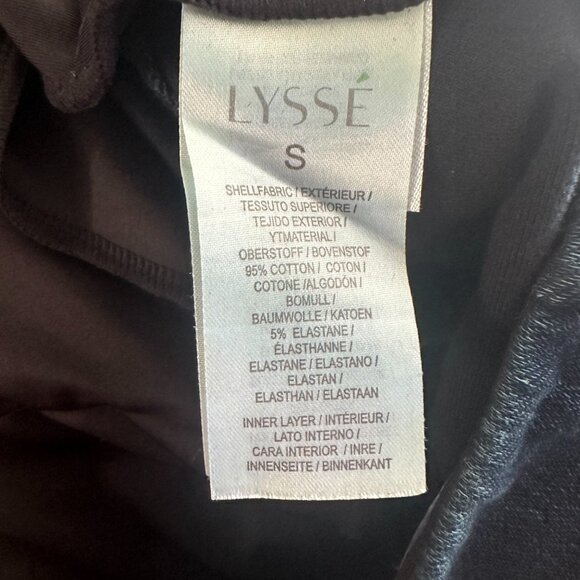 LYSSÉ
S
SHELLFABRIC / EXTÉRIEUR /
TESSUTO SUPERIORE /
TEJIDO EXTERIOR /
YTMATERIAL /
OBERSTOFF / BOVENSTOF
95% COTTON / COTON /
COTONE /ALGODÓN /
BOMULL /
BAUMWOLLE / KATOEN
5% ELASTANE /
ÉLASTHANNE /
ELASTANE / ELASTANO /
ELASTAN /
ELASTHAN / ELASTAAN
INNER LAYER / INTÉRIEUR /
LATO INTERNO /
CARA INTERIOR / INRE /
INNENSEITE / BINNENKANT